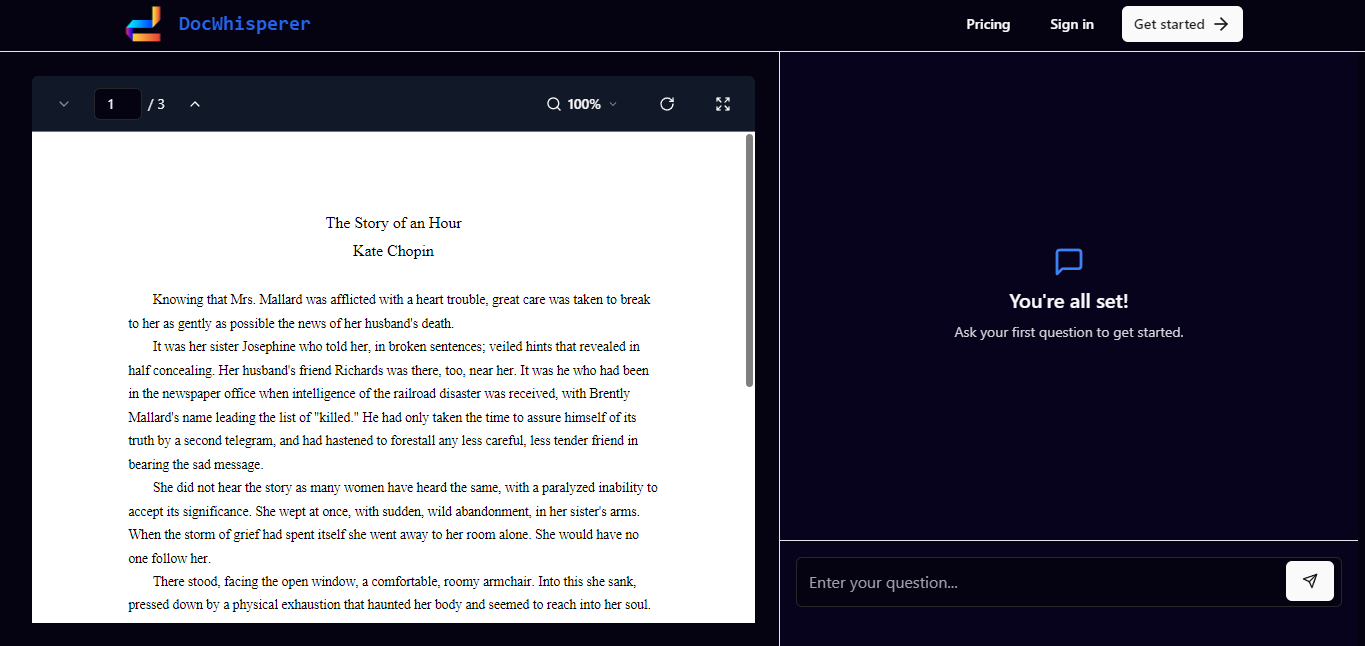 DocWhisperer
Pricing
Sign in
Get started
1
/ 3
100%
The Story of an Hour
Kate Chopin
Knowing that Mrs. Mallard was afflicted with a heart trouble, great care was taken to break
to her as gently as possible the news of her husband's death.
It was her sister Josephine who told her, in broken sentences; veiled hints that revealed in
half concealing. Her husband's friend Richards was there, too, near her. It was he who had been
in the newspaper office when intelligence of the railroad disaster was received, with Brently
Mallard's name leading the list of "killed." He had only taken the time to assure himself of its
truth by a second telegram, and had hastened to forestall any less careful, less tender friend in
bearing the sad message.
She did not hear the story as many women have heard the same, with a paralyzed inability to
accept its significance. She wept at once, with sudden, wild abandonment, in her sister's arms.
When the storm of grief had spent itself she went away to her room alone. She would have no
one follow her.
There stood, facing the open window, a comfortable, roomy armchair. Into this she sank,
pressed down by a physical exhaustion that haunted her body and seemed to reach into her soul.
You're all set!
Ask your first question to get started.
Enter your question...